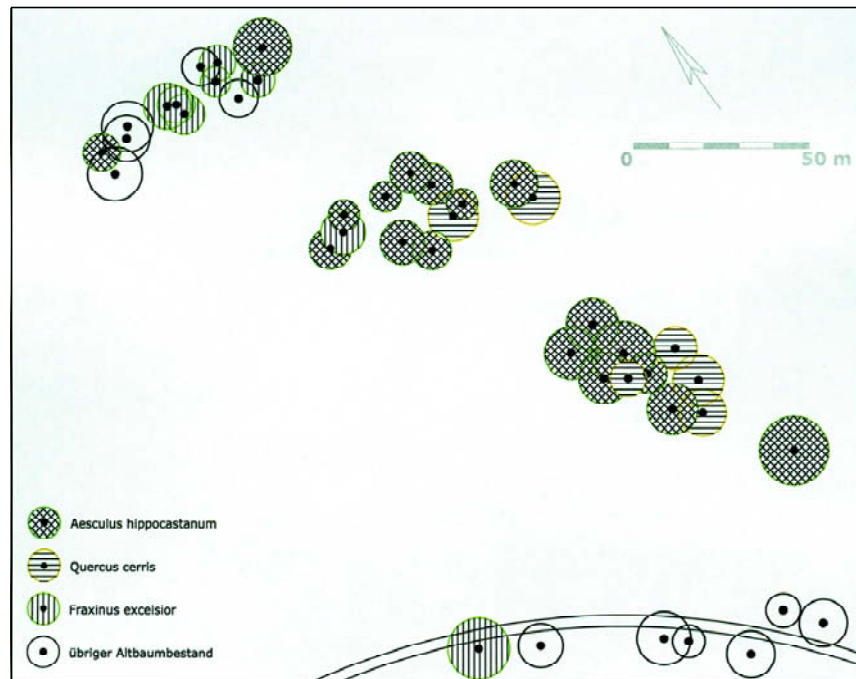 0 50 m
Aesculus hippocastanum
Quercus cerris
Fraxinus excelsior
übriger Altbaumbestand